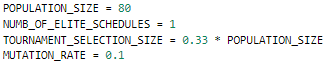 POPULATION_SIZE = 80
NUMB_OF_ELITE_SCHEDULES = 1
TOURNAMENT_SELECTION_SIZE = 0.33 * POPULATION_SIZE
MUTATION_RATE = 0.1